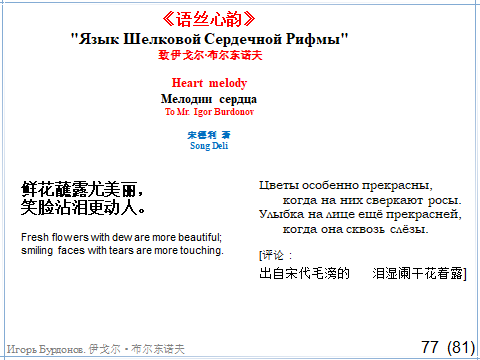 《语丝心韵》
"Язык Шелковой Сердечной Рифмы"
致伊戈尔·布尔东诺夫
Heart melody
Мелодии сердца
To Mr. Igor Burdonov
宋德利 著
Song Deli
鲜花蘸露尤美丽，
笑脸沾泪更动人。
Fresh flowers with dew are more beautiful;
smiling faces with tears are more touching.
Цветы особенно прекрасны,
когда на них сверкают росы.
Улыбка на лице ещё прекрасней,
когда она сквозь слёзы.
[评论：
出自宋代毛滂的 泪湿阑干花着露]
Игорь Бурдонов. 伊戈尔·布尔东诺夫
77 (81)